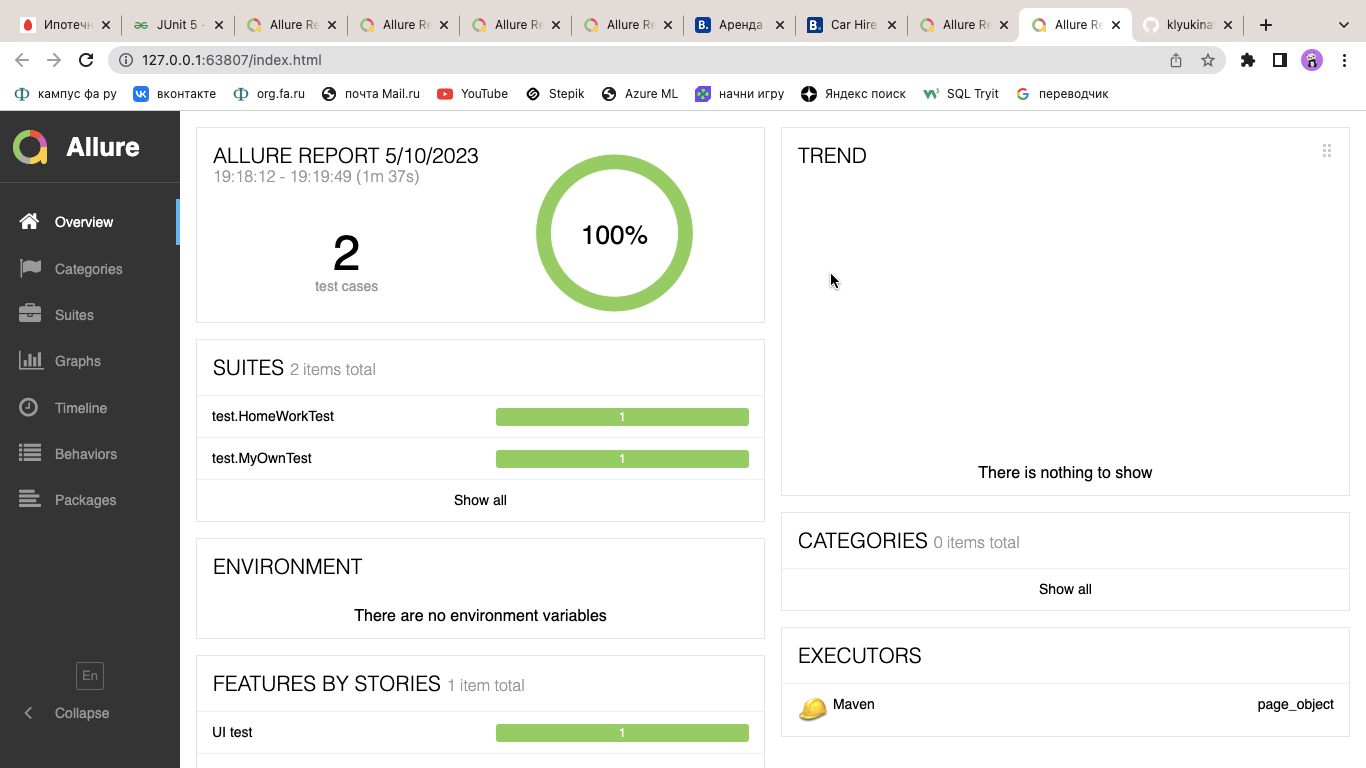 Ипотечн
JUnit 5 -
Allure Re
Allure Re
Allure Re
Allure Re
Аренда
Car Hire
Allure Re
Allure Re
klyukina
127.0.0.1:63807/index.html
кампус фа ру
вконтакте
org.fa.ru
почта Mail.ru
YouTube
Stepik
Azure ML
начни игру
Яндекс поиск
SQL Tryit
переводчик
Allure
Overview
Categories
Suites
Graphs
Timeline
Behaviors
Packages
En
Collapse
ALLURE REPORT 5/10/2023
19:18:12 - 19:19:49 (1m 37s)
2
test cases
100%
SUITES 2 items total
test.HomeWorkTest 1
test.MyOwnTest 1
Show all
ENVIRONMENT
There are no environment variables
FEATURES BY STORIES 1 item total
UI test 1
TREND
There is nothing to show
CATEGORIES 0 items total
Show all
EXECUTORS
Maven page_object